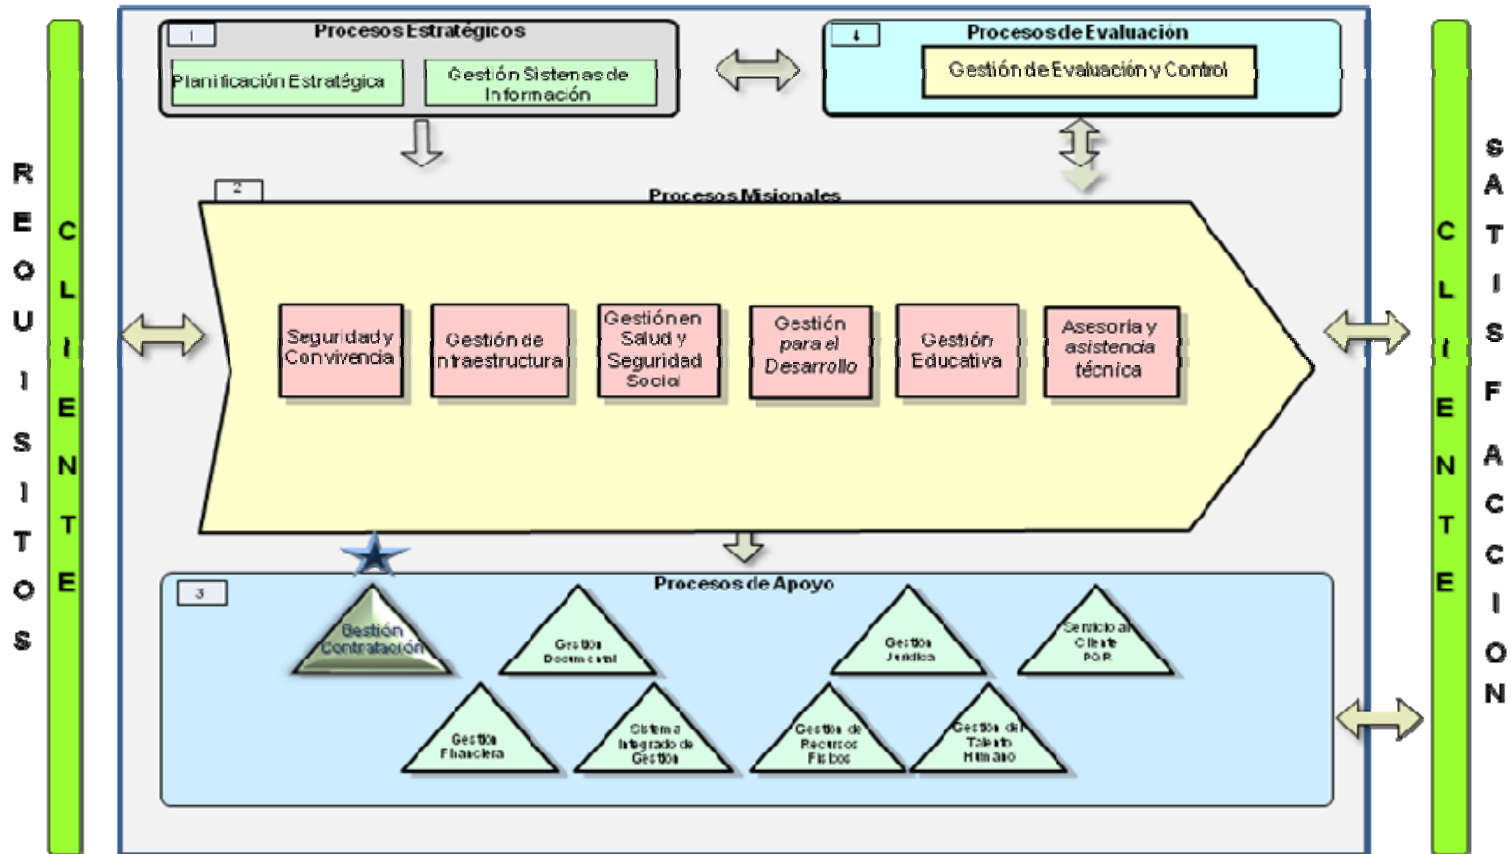 REQUISITOS
CLIENTE
1
Procesos Estratégicos
Planificación Estratégica
Gestión Sistemas de
Información
4
Procesos de Evaluación
Gestión de Evaluación y Control
2
Procesos Misionales
Seguridad y
Convivencia
Gestión de
Infraestructura
Gestión en
Salud y
Seguridad
Social
Gestión
para el
Desarrollo
Gestión
Educativa
Asesoría y
asistencia
técnica
3
Procesos de Apoyo
Gestión
Contratación
Gestión
Documental
Gestión
Jurídica
Servicio al
Cliente
Gestión
Financiera
Sistema
Integrado de
Gestión
Gestión de
Recursos
Físicos
Gestión del
Talento
Humano
CLIENTE
SATISFACCION